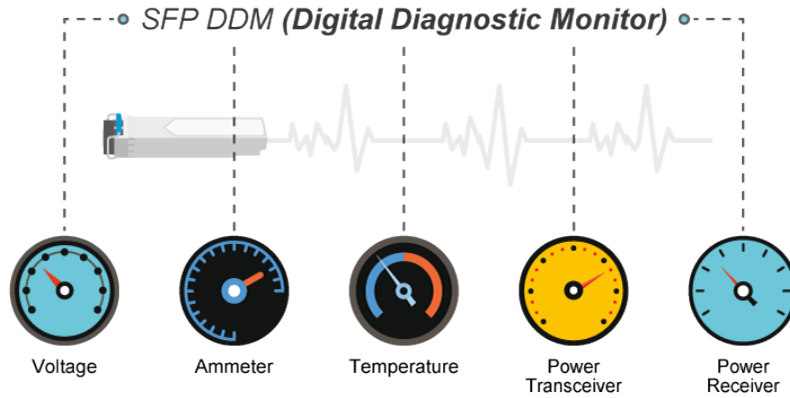 SFP DDM (Digital Diagnostic Monitor)
Voltage
Ammeter
Temperature
Power
Transceiver
Power
Receiver